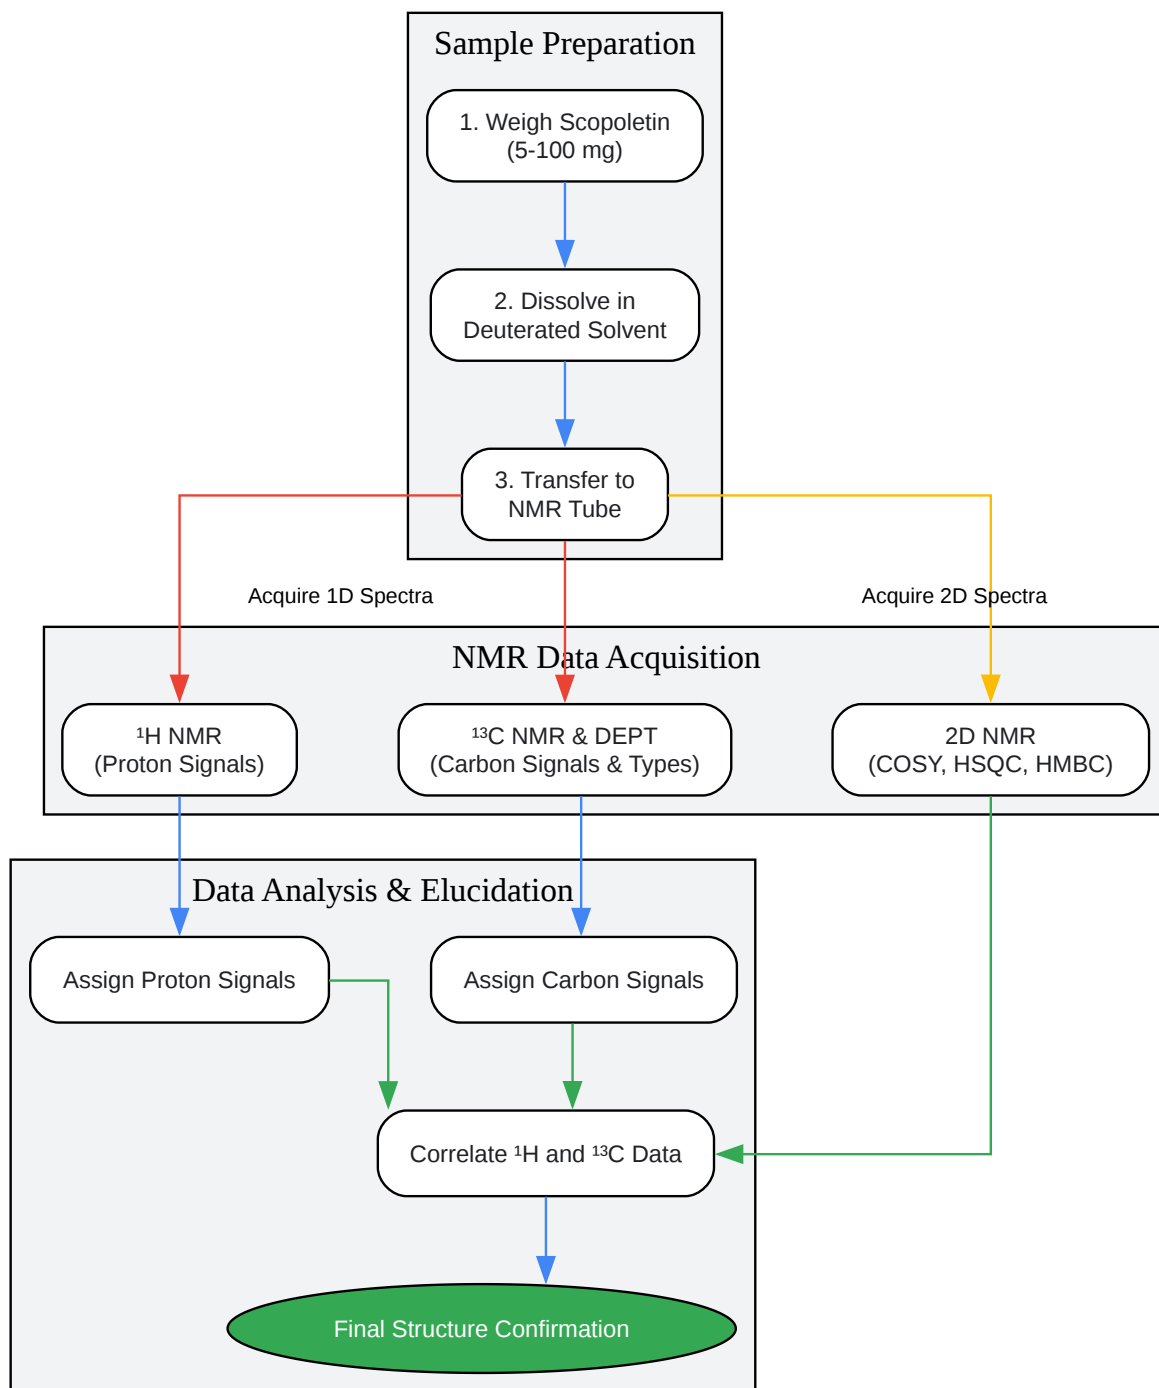 Sample Preparation
1. Weigh Scopoletin
(5-100 mg)
2. Dissolve in
Deuterated Solvent
3. Transfer to
NMR Tube
Acquire 1D Spectra
Acquire 2D Spectra
NMR Data Acquisition
¹H NMR
(Proton Signals)
¹³C NMR & DEPT
(Carbon Signals & Types)
2D NMR
(COSY, HSQC, HMBC)
Data Analysis & Elucidation
Assign Proton Signals
Assign Carbon Signals
Correlate ¹H and ¹³C Data
Final Structure Confirmation